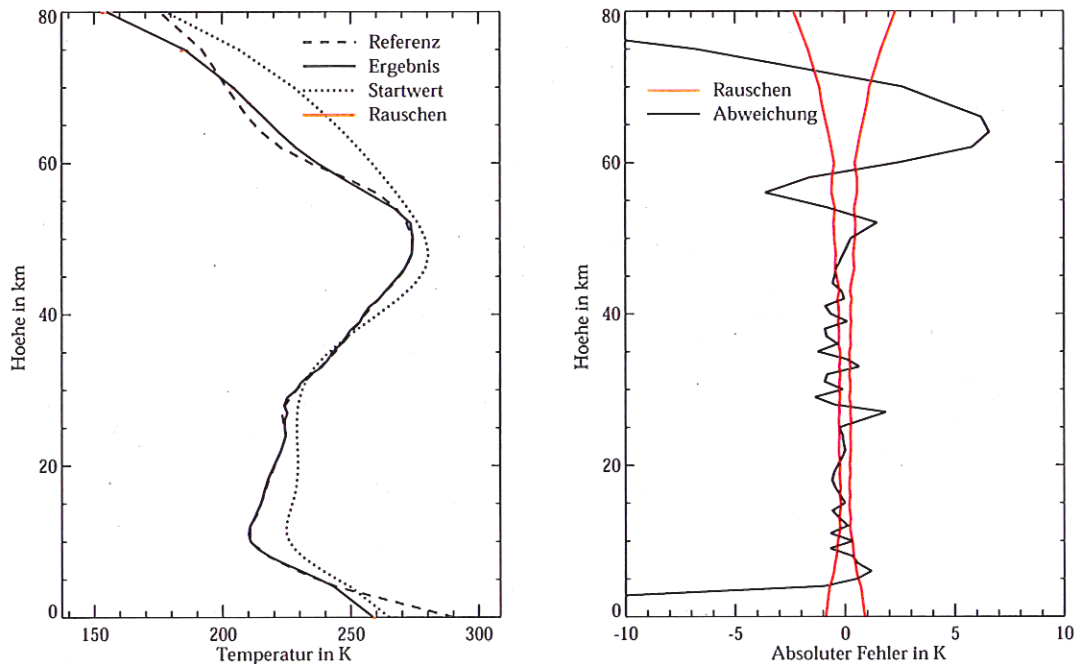 80
60
40
20
0
Hoehe in km
150
200
250
300
Temperatur in K
Referenz
Ergebnis
Startwert
Rauschen
80
60
40
20
0
Hoehe in km
-10
-5
0
5
10
Absoluter Fehler in K
Rauschen
Abweichung